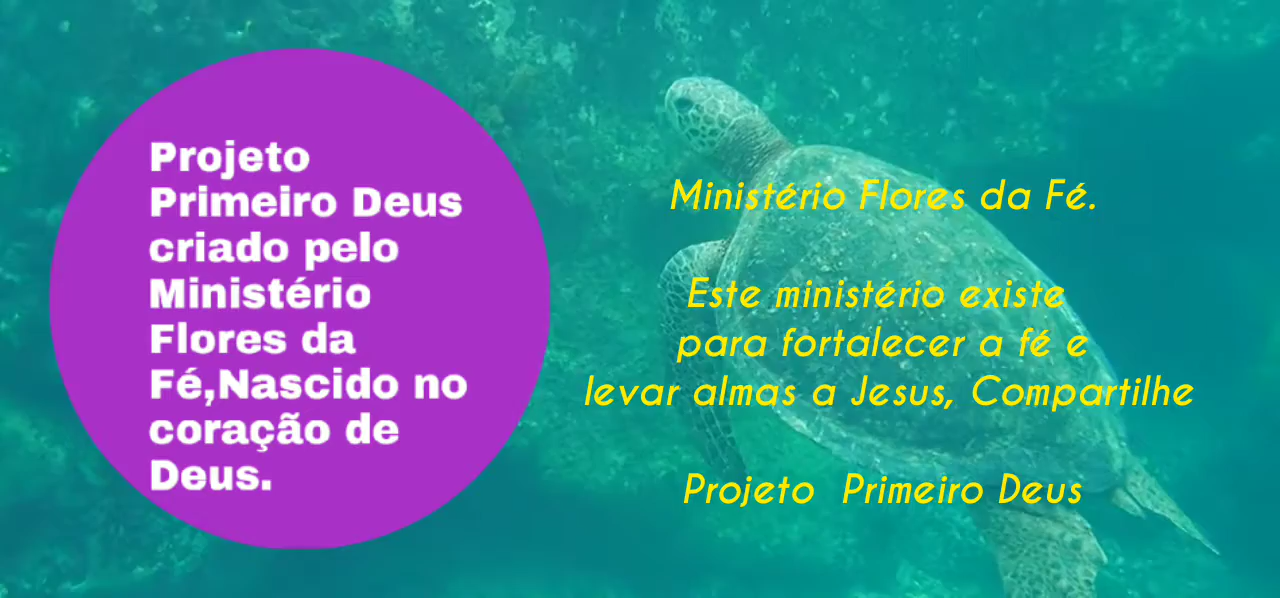 Projeto
Primeiro Deus
criado pelo
Ministério
Flores da
Fé,Nascido no
coração de
Deus.
Ministério Flores da Fé.
Este ministério existe
para fortalecer a fé e
levar almas a Jesus, Compartilhe
Projeto Primeiro Deus